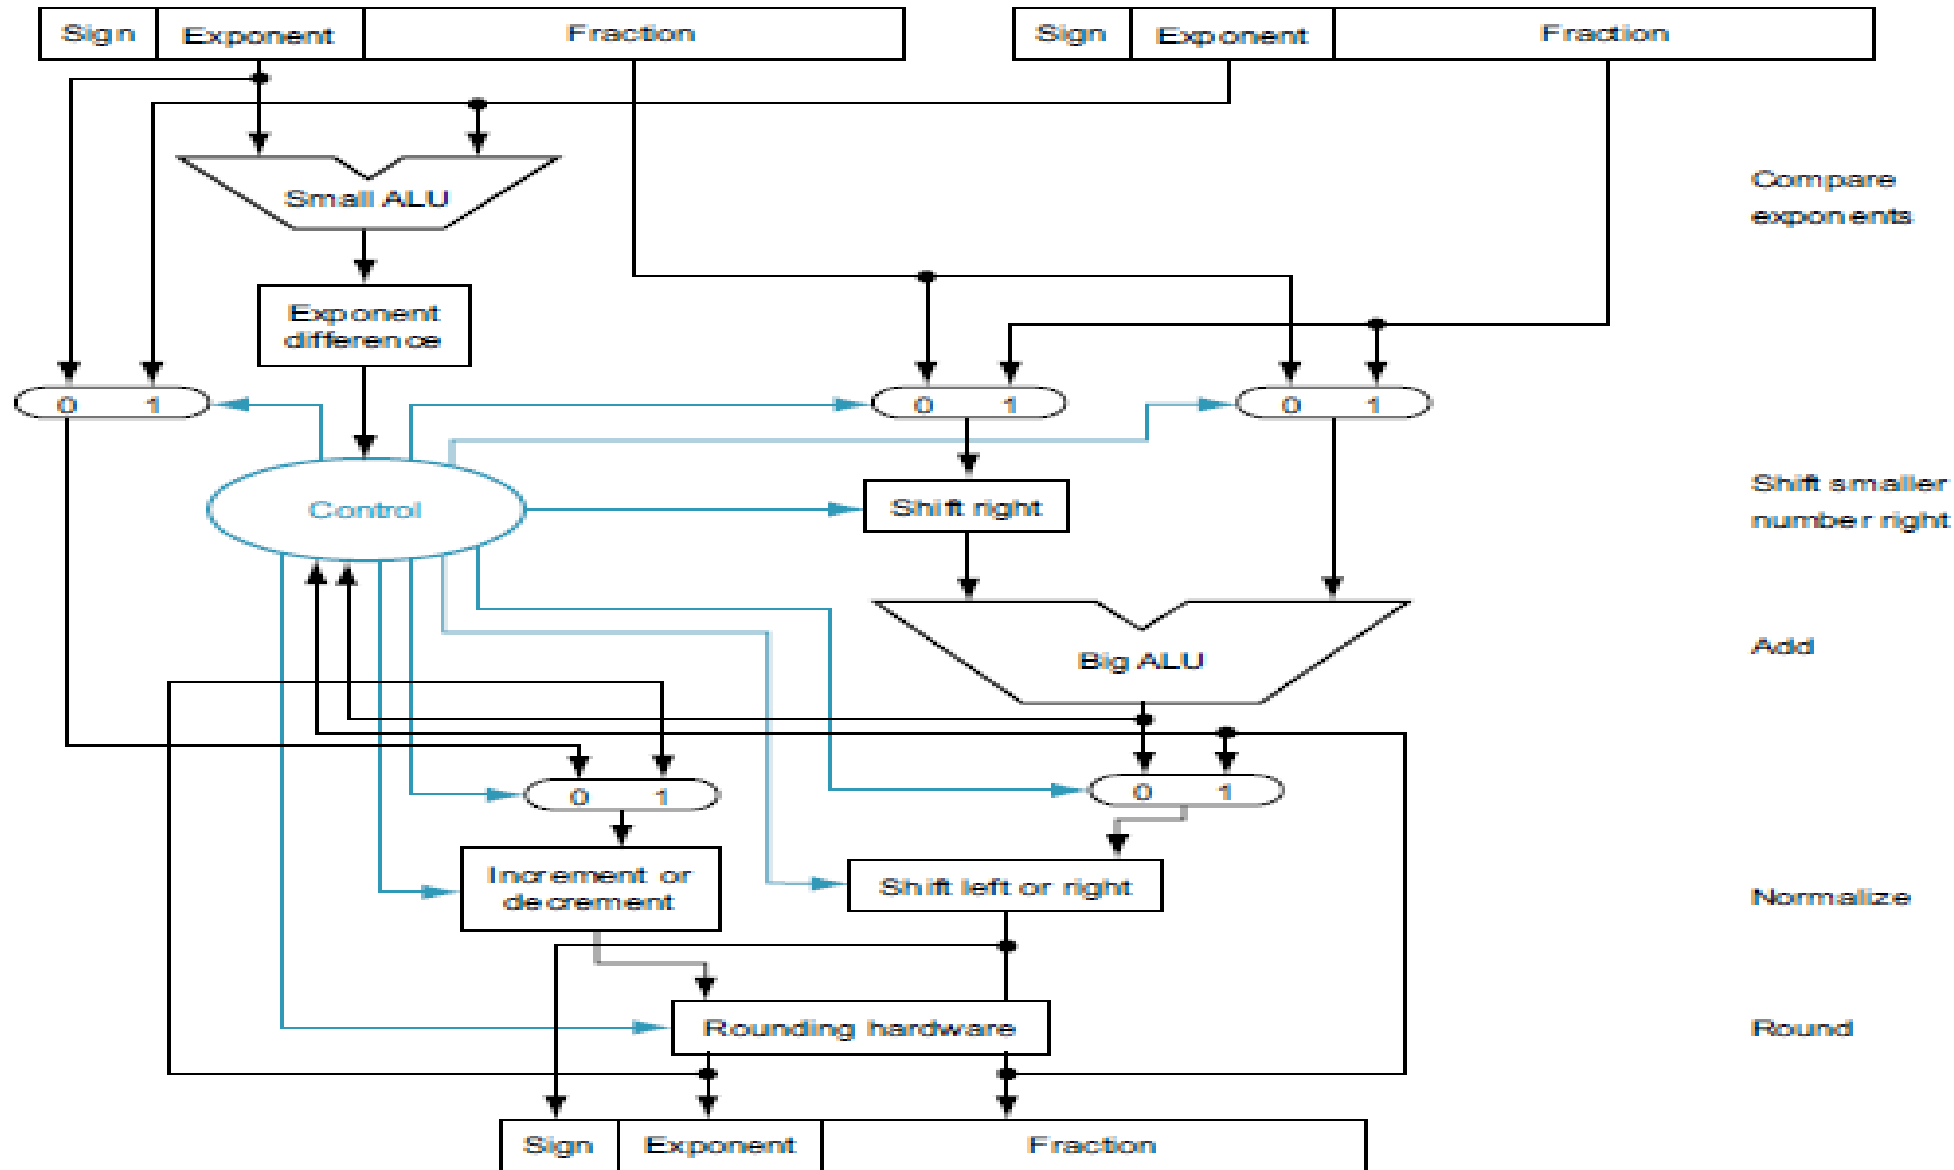 Sign Exponent Fraction Sign Exponent Fraction
Small ALU
Compare
exponents
Exponent
difference
0 1 0 1 0 1
Control
Shift right
Shift smaller
number right
Big ALU
Add
0 1 0 1
Increment or
decrement
Shift left or right
Normalize
Rounding hardware
Round
Sign Exponent Fraction